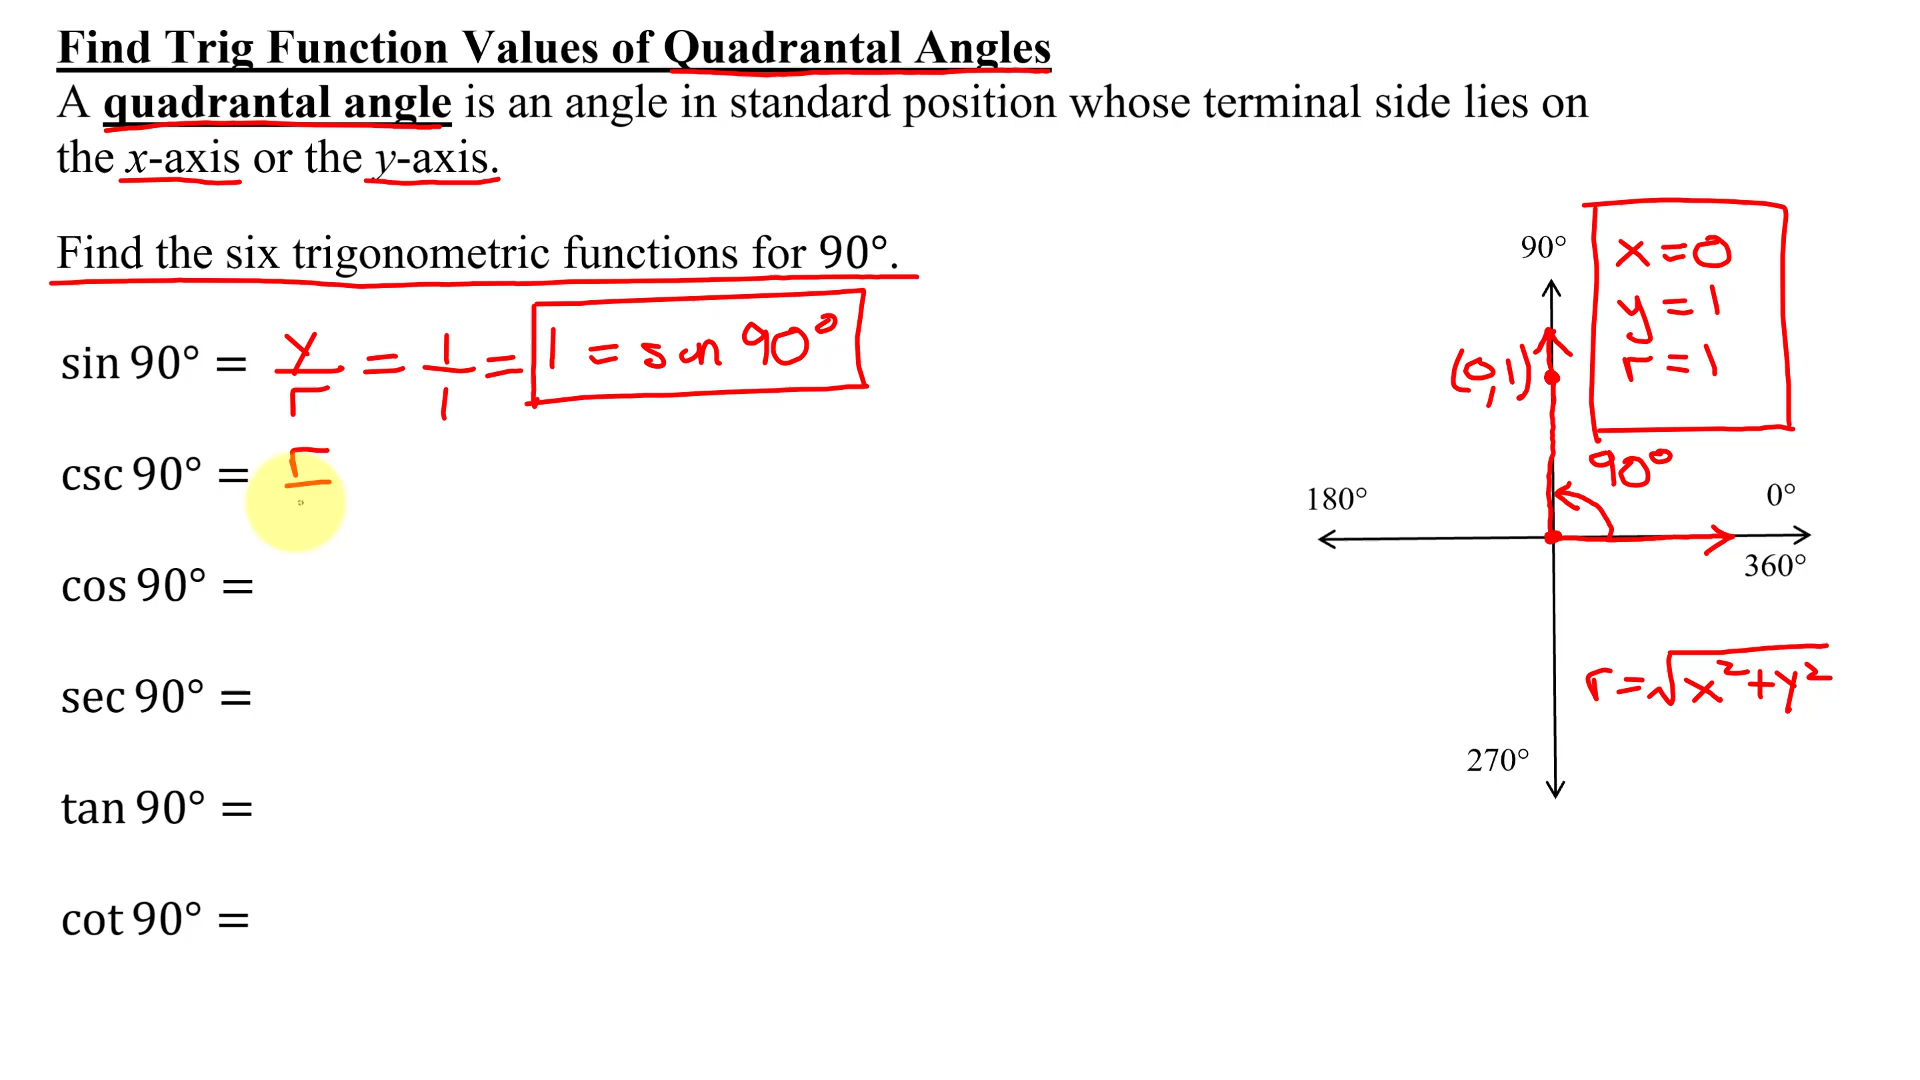 Find Trig Function Values of Quadrantal Angles
A quadrantal angle is an angle in standard position whose terminal side lies on
the x-axis or the y-axis.
Find the six trigonometric functions for 90°.
sin 90° = y/r = 1/1 = 1 = sin 90°
csc 90° = r/
cos 90° =
sec 90° =
tan 90° =
cot 90° =
90°
x = 0
y = 1
r = 1
(0,1)
90°
180°
0°
360°
r = √x²+y²
270°